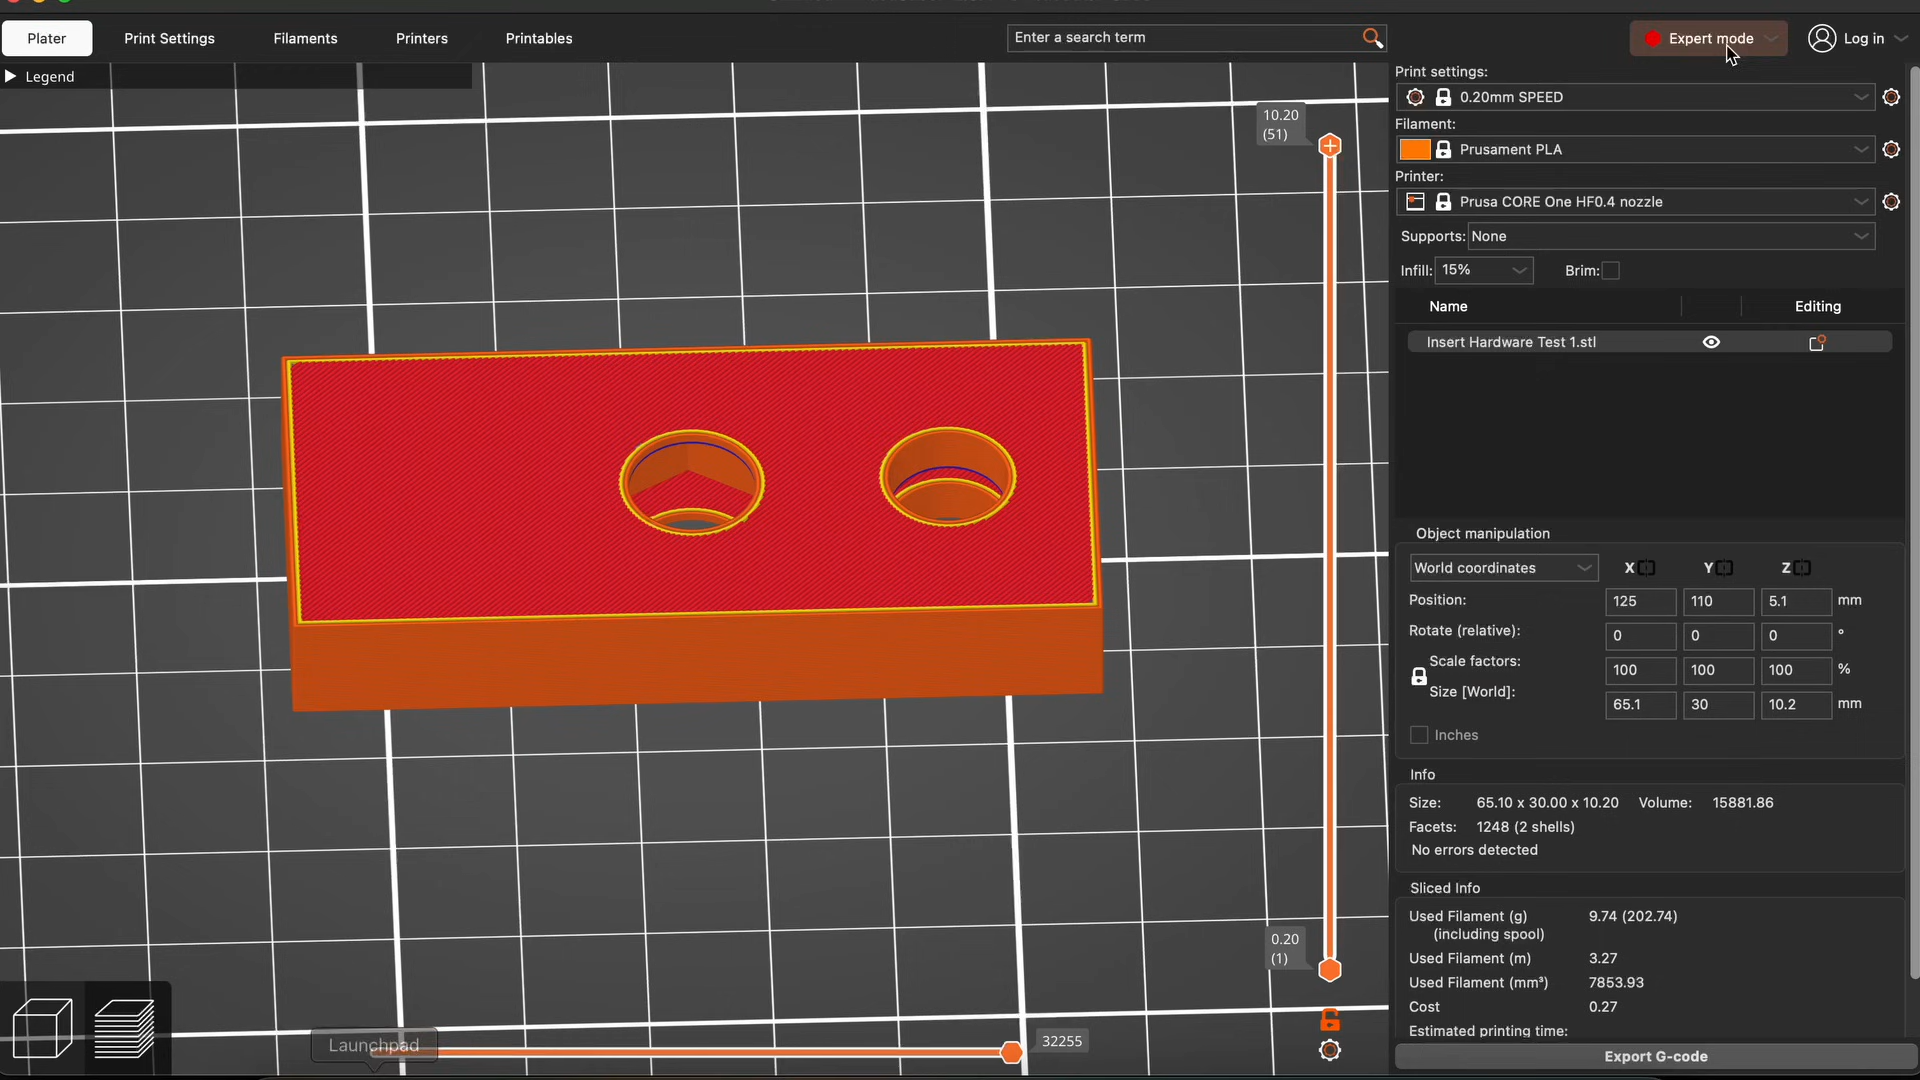 Plater
Print Settings
Filaments
Printers
Printables
Enter a search term
Expert mode
Log in
Legend
10.20
(51)
0.20
(1)
32255
Launchpad
Print settings:
0.20mm SPEED
Filament:
Prusament PLA
Printer:
Prusa CORE One HF0.4 nozzle
Supports: None
Infill: 15% Brim:
Name Editing
Insert Hardware Test 1.stl
Object manipulation
World coordinates X Y Z
Position: 125 110 5.1 mm
Rotate (relative): 0 0 0 °
Scale factors: 100 100 100 %
Size [World]: 65.1 30 10.2 mm
Inches
Info
Size: 65.10 x 30.00 x 10.20 Volume: 15881.86
Facets: 1248 (2 shells)
No errors detected
Sliced Info
Used Filament (g) 9.74 (202.74)
(including spool)
Used Filament (m) 3.27
Used Filament (mm³) 7853.93
Cost 0.27
Estimated printing time:
Export G-code